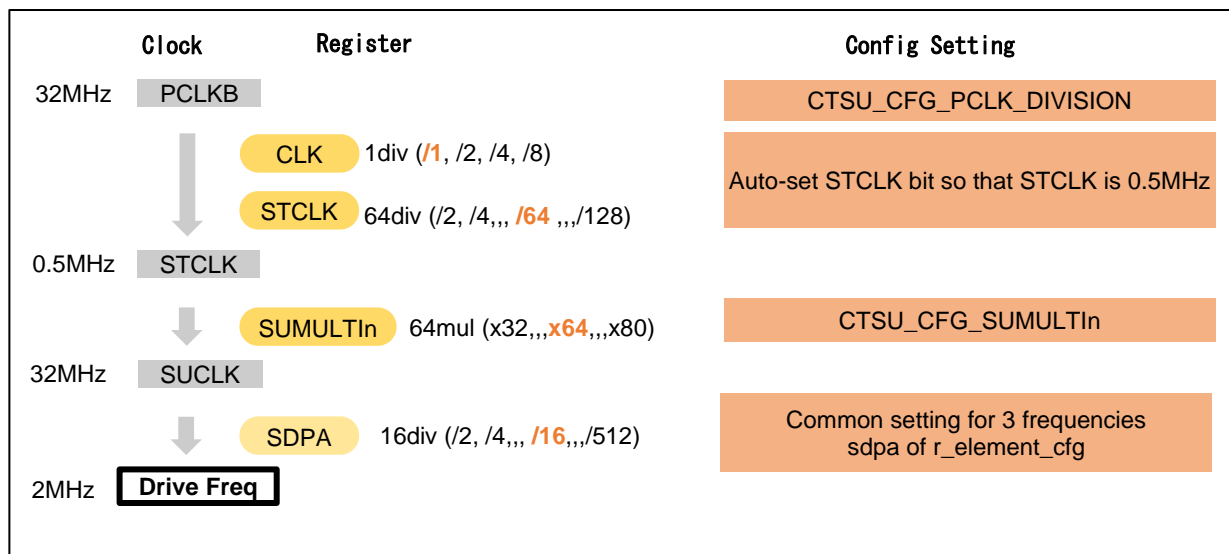 Clock Register Config Setting
32MHz PCLKB CTSU_CFG_PCLK_DIVISION
CLK 1div (/1, /2, /4, /8)
Auto-set STCLK bit so that STCLK is 0.5MHz
STCLK 64div (/2, /4,,, /64 ,,,/128)
0.5MHz STCLK
SUMULTIn 64mul (x32,,,x64,,,x80) CTSU_CFG_SUMULTIn
32MHz SUCLK
SDPA 16div (/2, /4,,, /16,,,/512)
Common setting for 3 frequencies
sdpa of r_element_cfg
2MHz Drive Freq